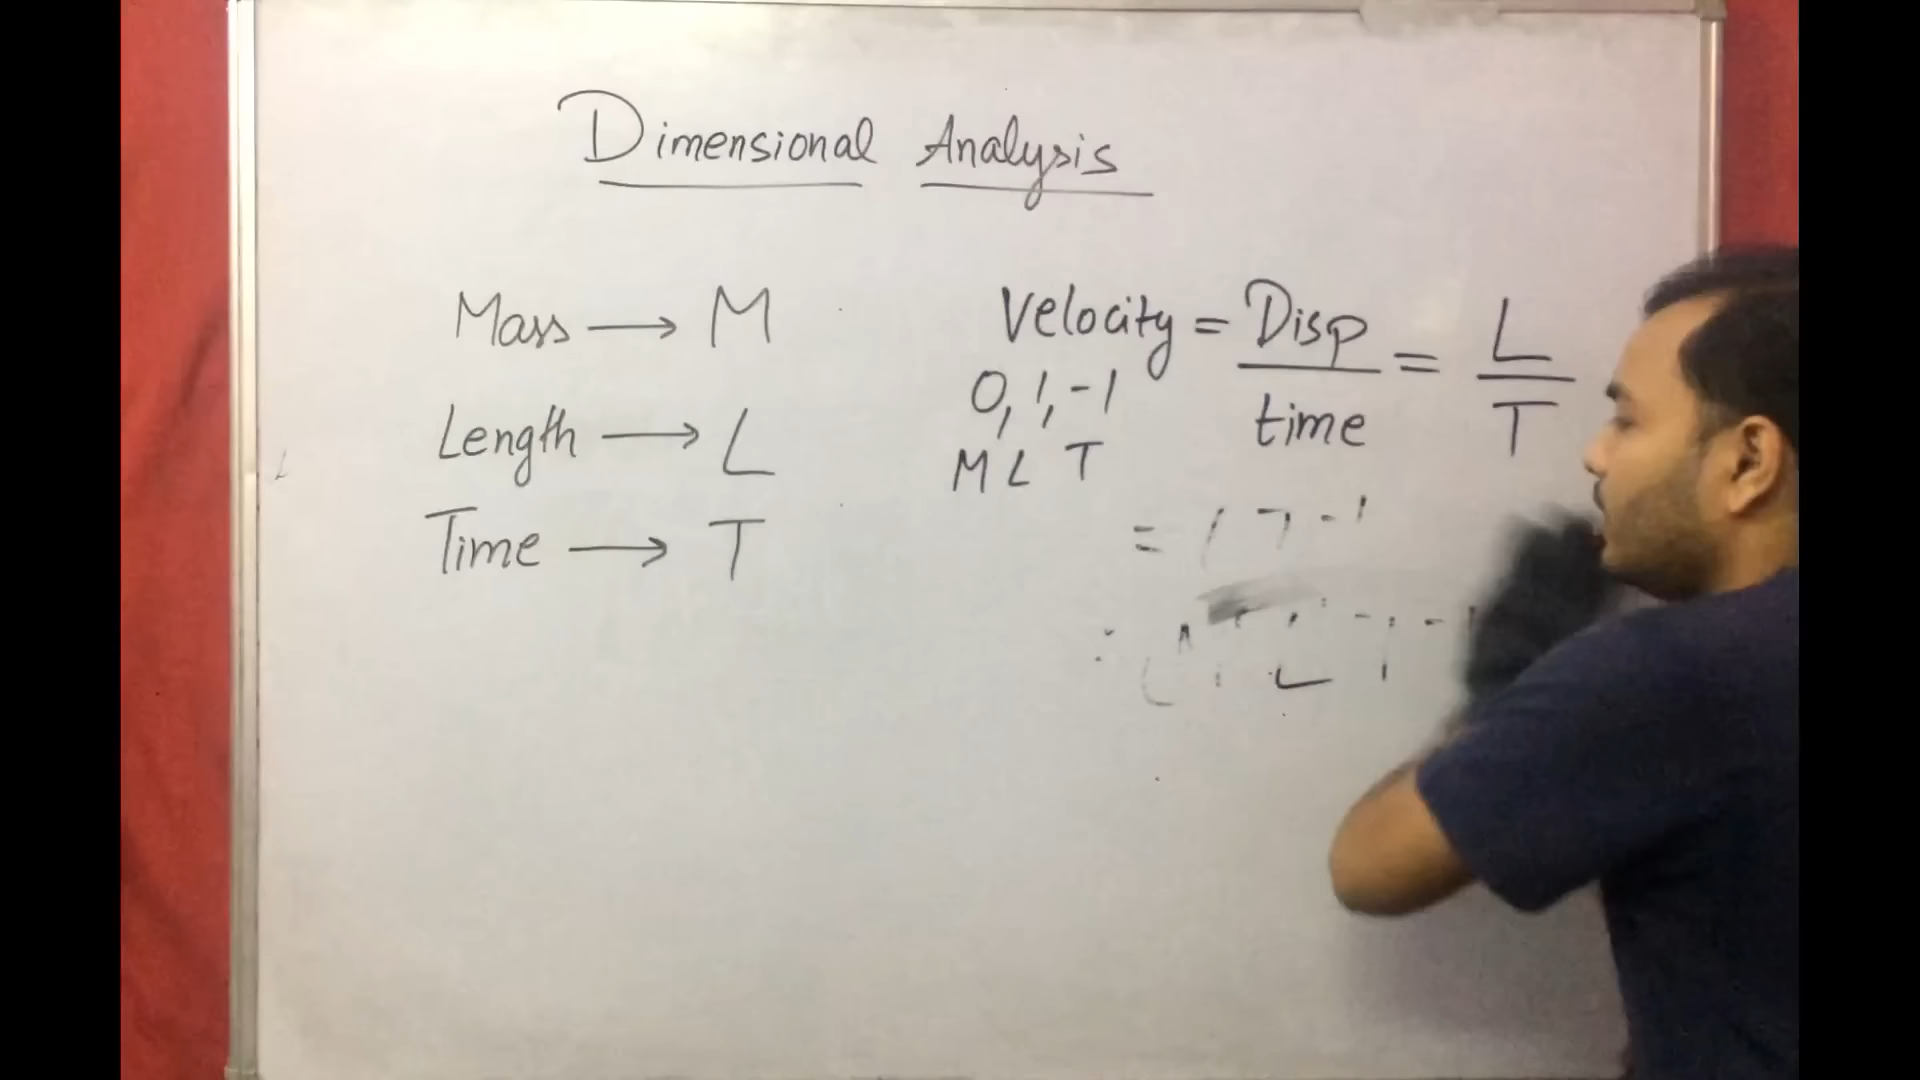 Dimensional Analysis
Mass → M
Length → L
Time → T
Velocity = Disp / time = L / T
0, 1, -1
M L T